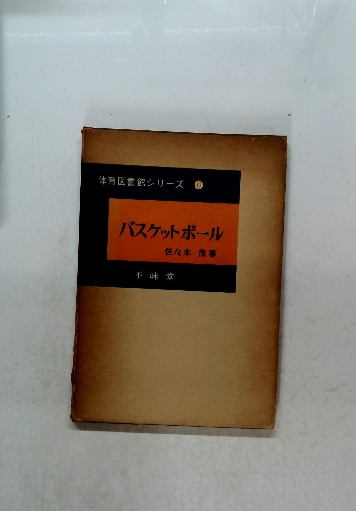 体育図書館シリーズ 6
バスケットボール
佐々木 茂著
不昧堂